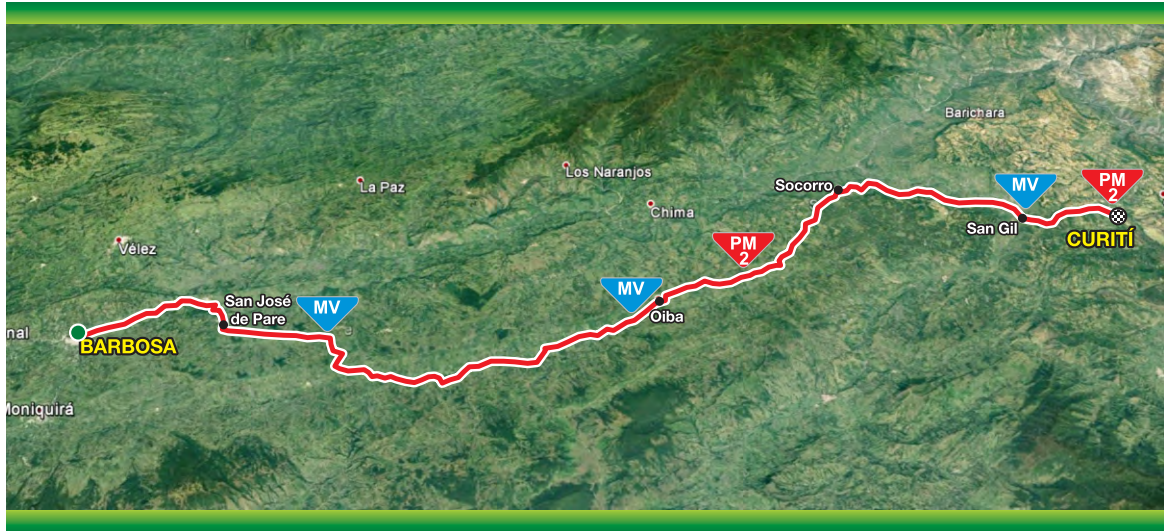 Barichara
Los Naranjos
La Paz
Socorro
MV
PM
2
Chima
San Gil
CURITÍ
Vélez
PM
2
MV
Oiba
San José
de Pare
MV
nal
BARBOSA
Moniquirá